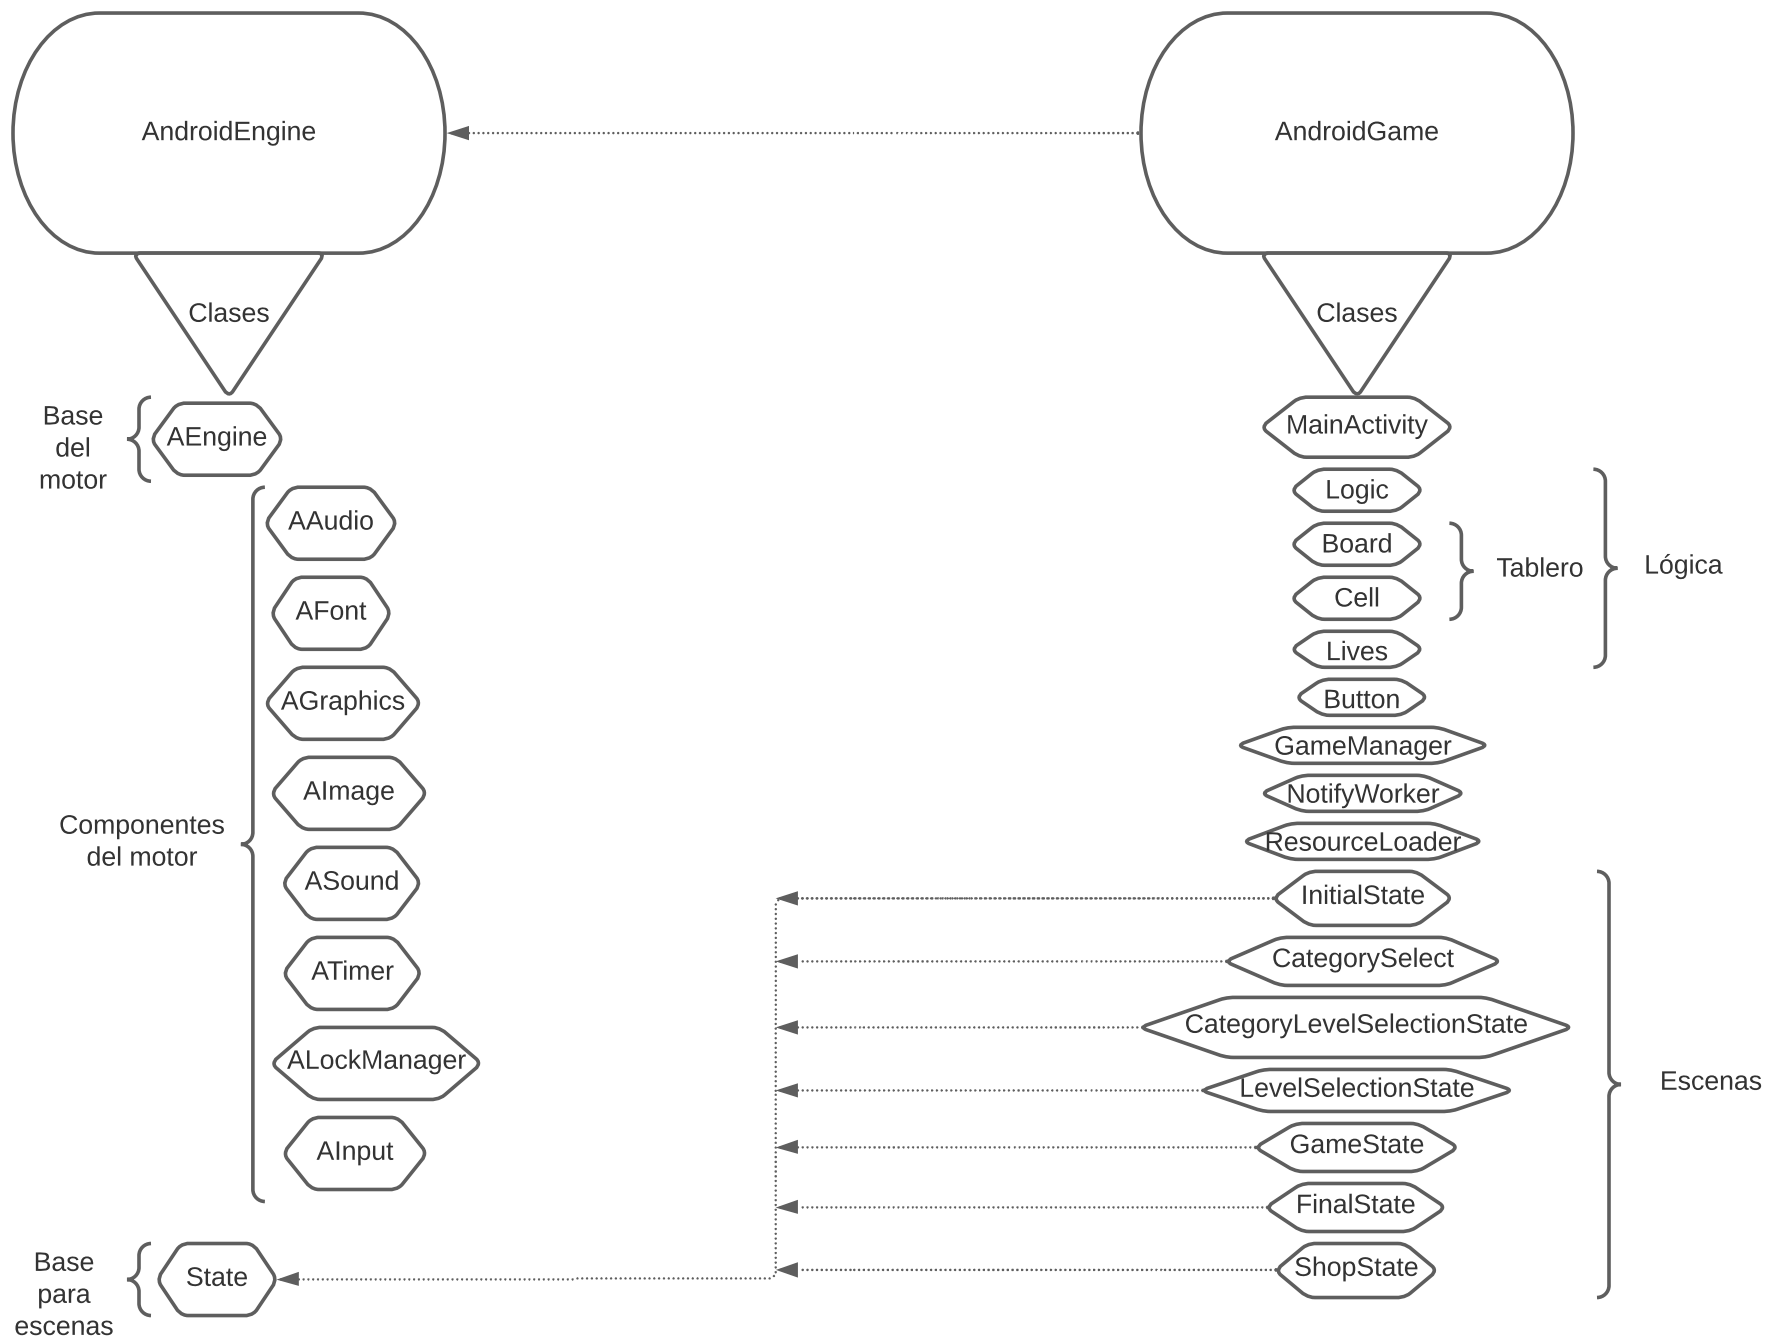 AndroidEngine
AndroidGame
Clases
Clases
Base
del
motor
AEngine
AAudio
AFont
AGraphics
AImage
ASound
ATimer
ALockManager
AInput
Componentes
del motor
Base
para
escenas
State
MainActivity
Logic
Board
Cell
Lives
Tablero
Lógica
Button
GameManager
NotifyWorker
ResourceLoader
InitialState
CategorySelect
CategoryLevelSelectionState
LevelSelectionState
GameState
FinalState
ShopState
Escenas